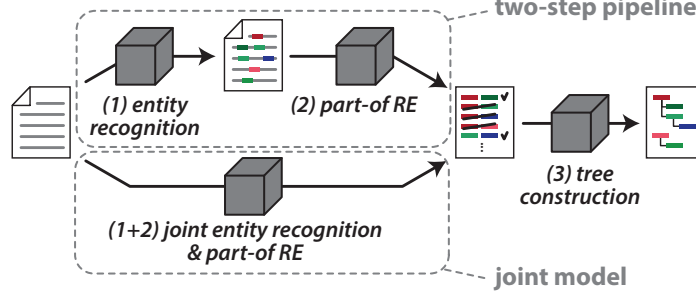 two-step pipeline
(1) entity
recognition
(2) part-of RE
(3) tree
construction
(1+2) joint entity recognition
& part-of RE
joint model